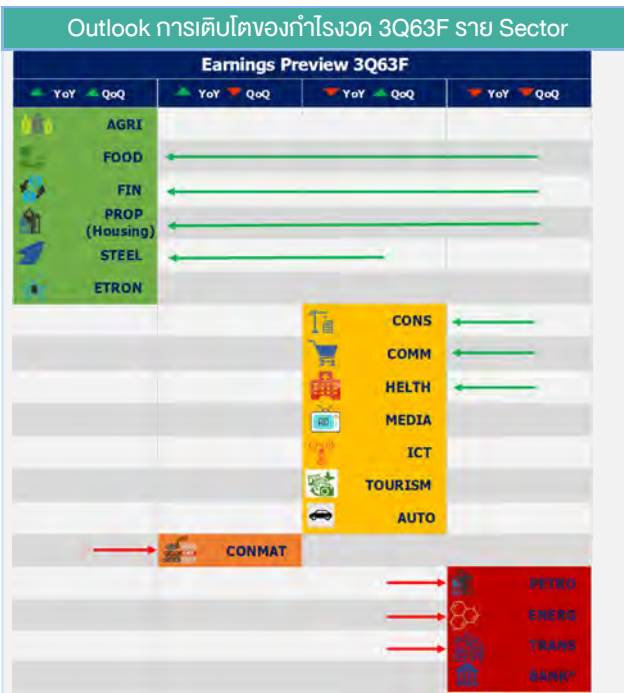 Outlook การเติบโตของกำไรงวด 3Q63F ราย Sector
Earnings Preview 3Q63F
YoY QoQ YoY QoQ YoY QoQ YoY QoQ
AGRI
FOOD
FIN
PROP
(Housing)
STEEL
ETRON
CONS
COMM
HELTH
AD MEDIA
ICT
TOURISM
AUTO
CONMAT
PETRO
ENERG
TRANS
BANK*